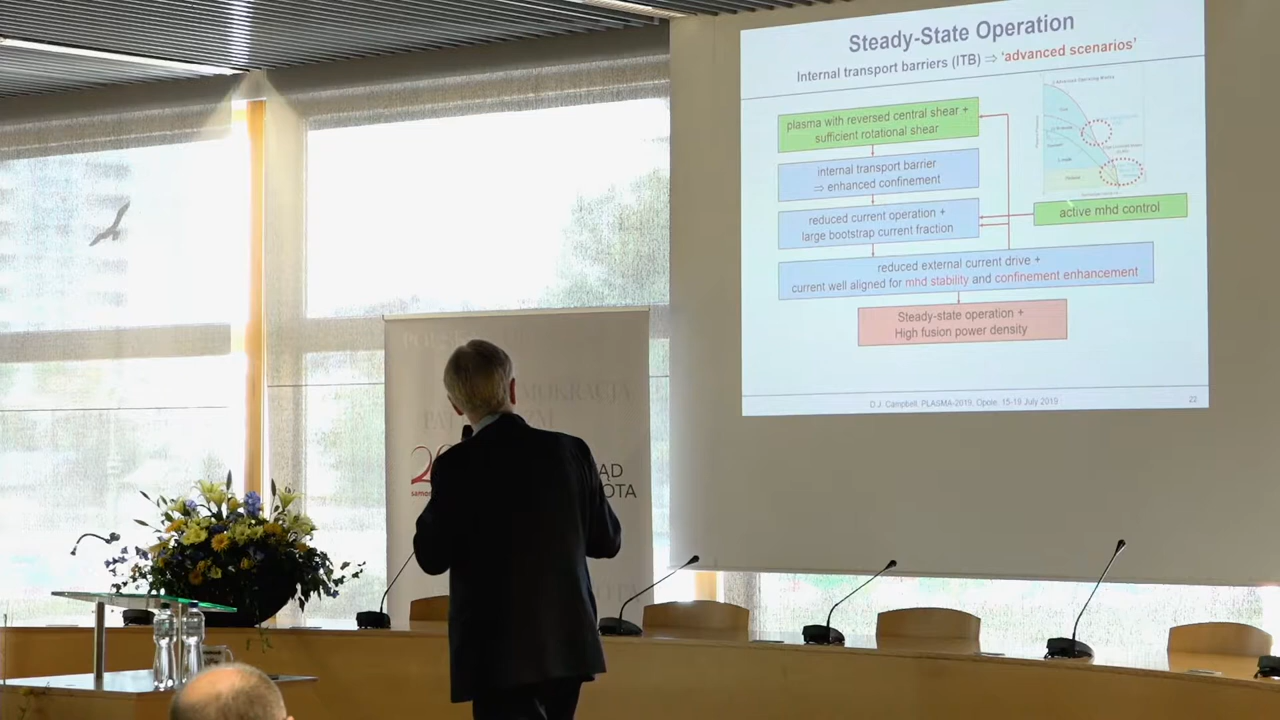 Steady-State Operation
Internal transport barriers (ITB) ⇒ 'advanced scenarios'
plasma with reversed central shear +
sufficient rotational shear
internal transport barrier
⇒ enhanced confinement
reduced current operation +
large bootstrap current fraction
active mhd control
reduced external current drive +
current well aligned for mhd stability and confinement enhancement
Steady-state operation +
High fusion power density
D.J. Campbell, PLASMA-2019, Opole, 15-19 July 2019
22